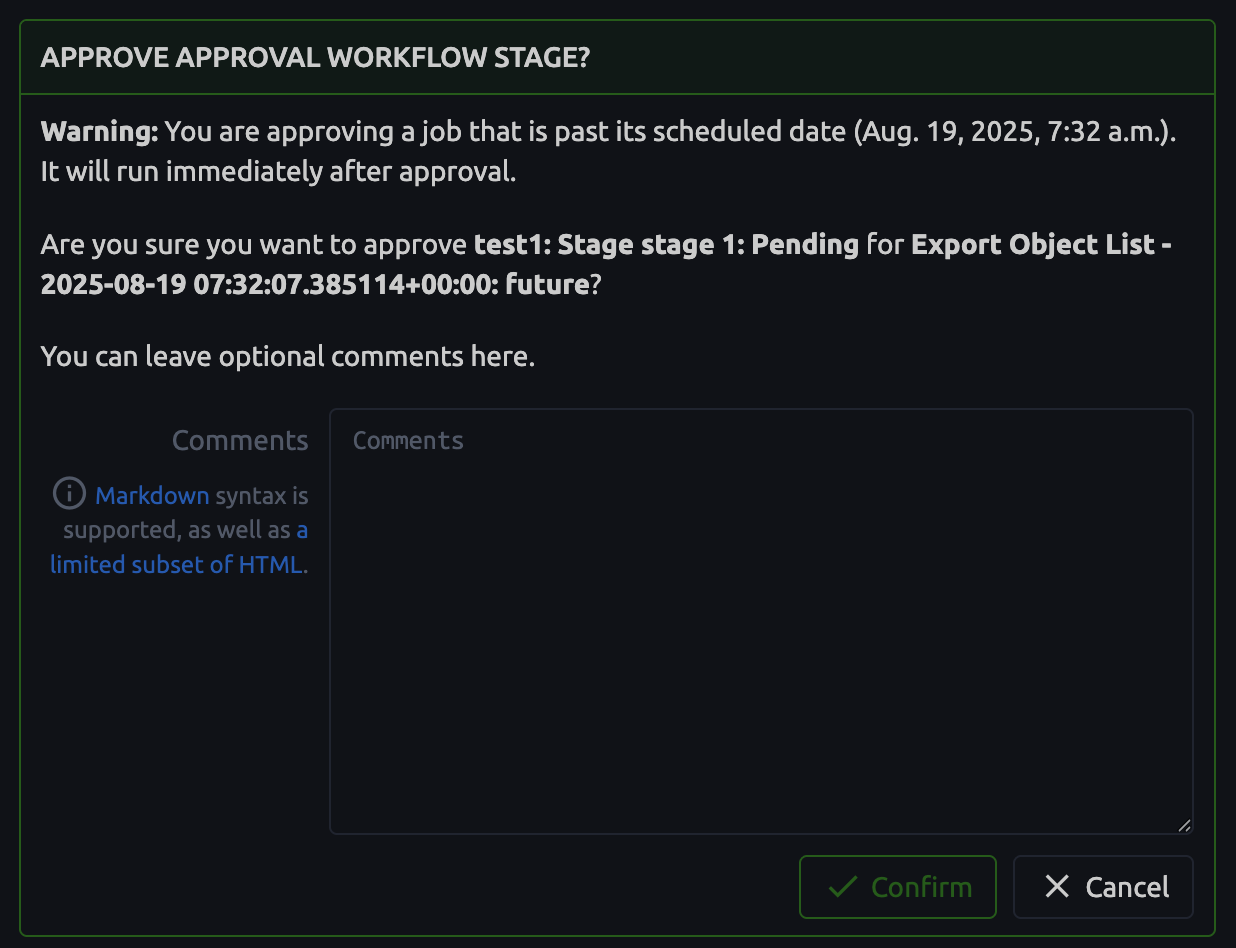 APPROVE APPROVAL WORKFLOW STAGE?
Warning: You are approving a job that is past its scheduled date (Aug. 19, 2025, 7:32 a.m.).
It will run immediately after approval.
Are you sure you want to approve test1: Stage stage 1: Pending for Export Object List -
2025-08-19 07:32:07.385114+00:00: future?
You can leave optional comments here.
Comments
Comments
Markdown syntax is
supported, as well as a
limited subset of HTML.
Confirm
Cancel